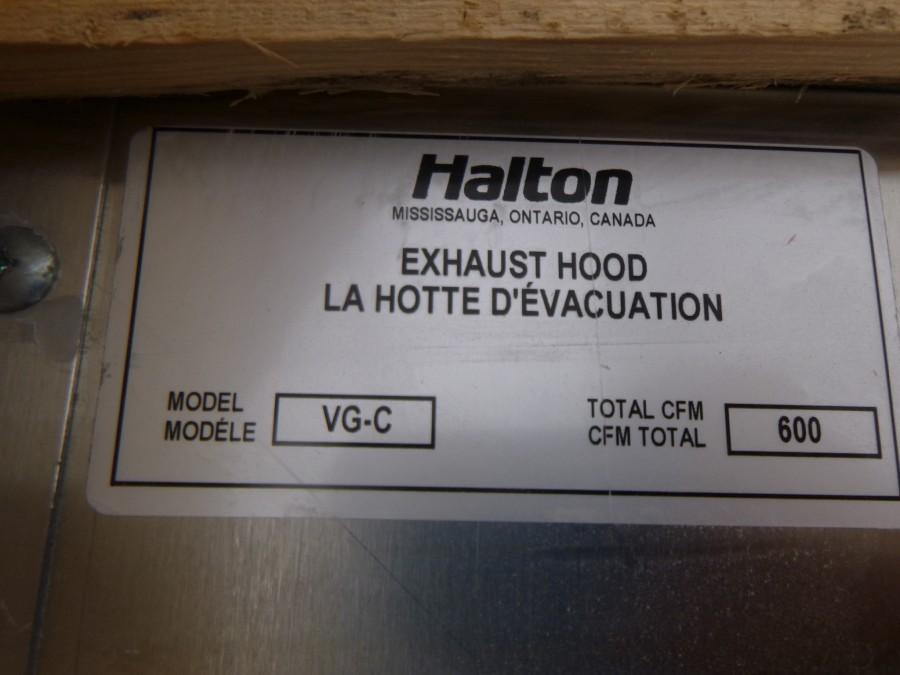 Halton
MISSISSAUGA, ONTARIO, CANADA
EXHAUST HOOD
LA HOTTE D'ÉVACUATION
MODEL
MODÉLE
VG-C
TOTAL CFM
CFM TOTAL
600